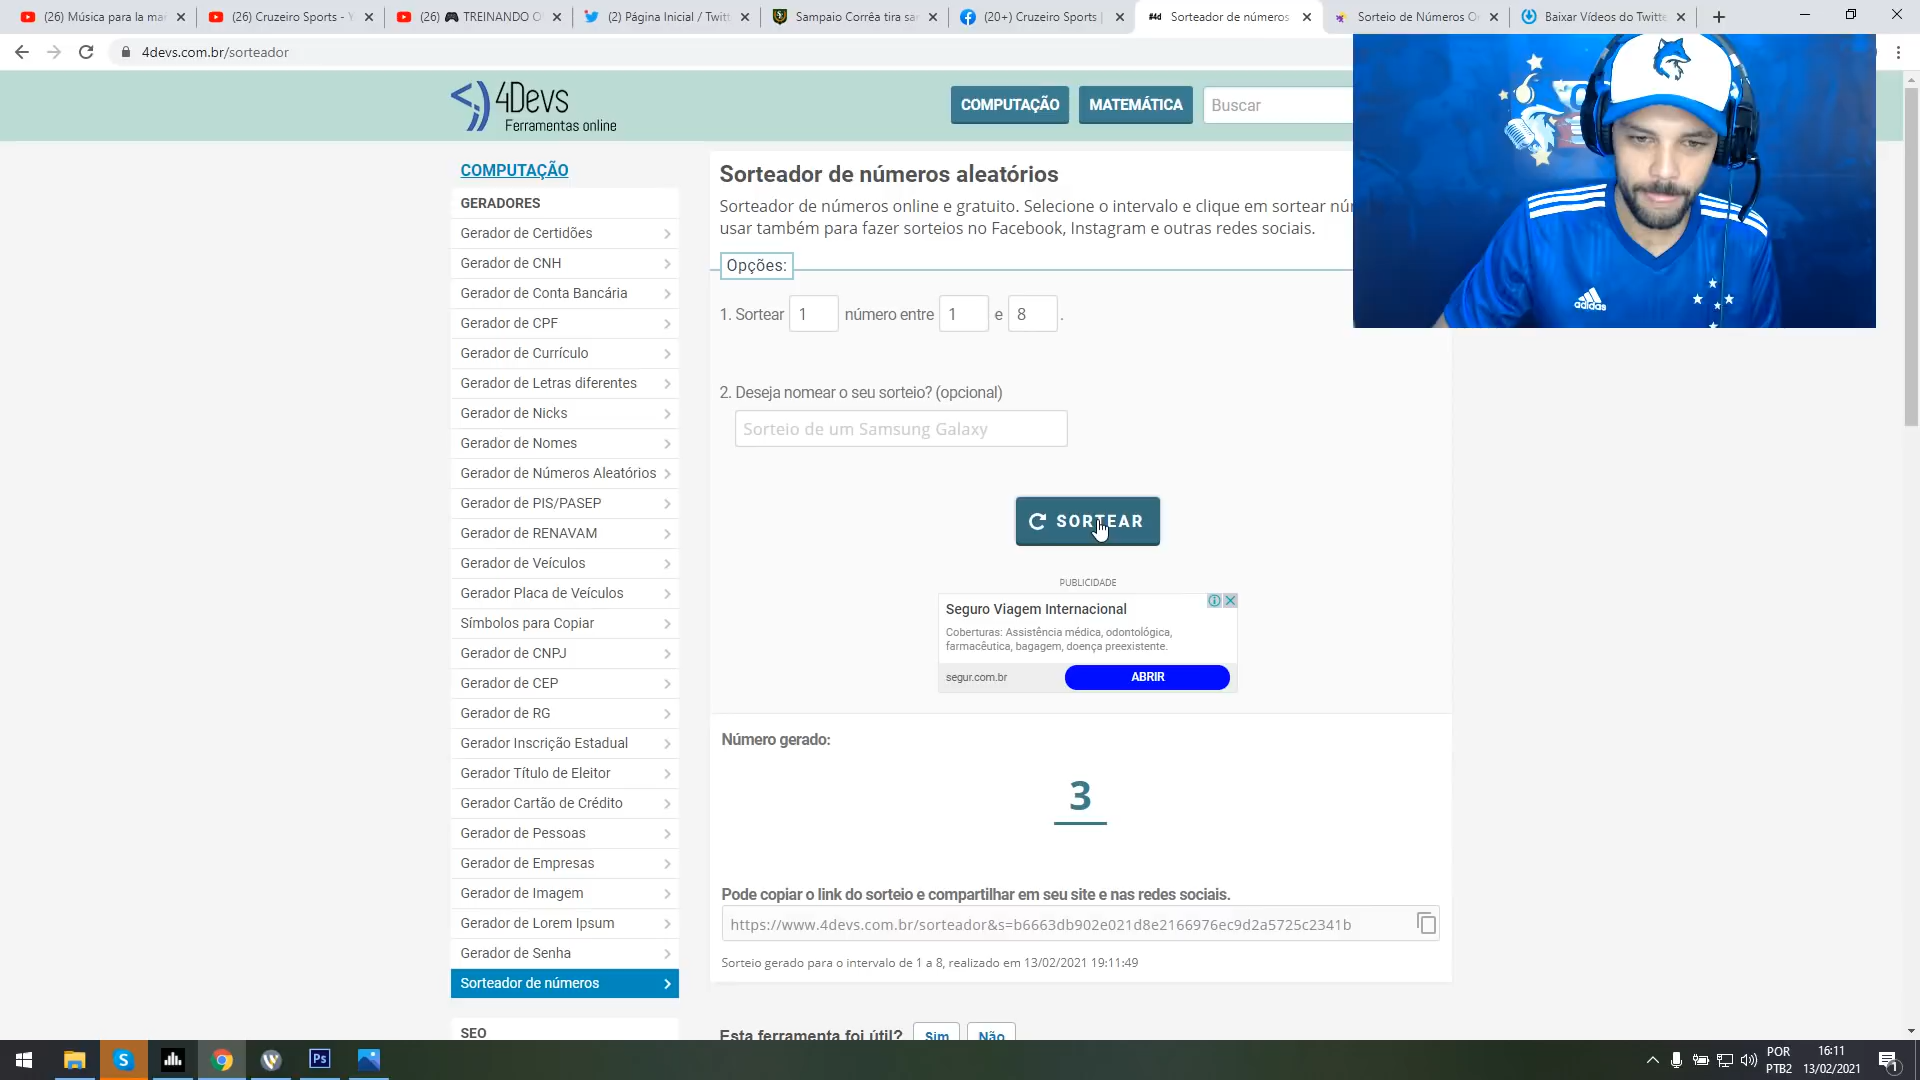 (26) Música para la ma
(26) Cruzeiro Sports - Y
(26) 🎮 TREINANDO O
(2) Página Inicial / Twitt
Sampaio Corrêa tira sa
(20+) Cruzeiro Sports |
#4d Sorteador de números
Sorteio de Números O
Baixar Vídeos do Twitte
4devs.com.br/sorteador
4Devs
Ferramentas online
COMPUTAÇÃO
MATEMÁTICA
Buscar
COMPUTAÇÃO
GERADORES
Gerador de Certidões
Gerador de CNH
Gerador de Conta Bancária
Gerador de CPF
Gerador de Currículo
Gerador de Letras diferentes
Gerador de Nicks
Gerador de Nomes
Gerador de Números Aleatórios
Gerador de PIS/PASEP
Gerador de RENAVAM
Gerador de Veículos
Gerador Placa de Veículos
Símbolos para Copiar
Gerador de CNPJ
Gerador de CEP
Gerador de RG
Gerador Inscrição Estadual
Gerador Título de Eleitor
Gerador Cartão de Crédito
Gerador de Pessoas
Gerador de Empresas
Gerador de Imagem
Gerador de Lorem Ipsum
Gerador de Senha
Sorteador de números
SEO
Sorteador de números aleatórios
Sorteador de números online e gratuito. Selecione o intervalo e clique em sortear nú
usar também para fazer sorteios no Facebook, Instagram e outras redes sociais.
Opções:
1. Sortear 1 número entre 1 e 8 .
2. Deseja nomear o seu sorteio? (opcional)
Sorteio de um Samsung Galaxy
SORTEAR
PUBLICIDADE
Seguro Viagem Internacional
Coberturas: Assistência médica, odontológica,
farmacêutica, bagagem, doença preexistente.
segur.com.br
ABRIR
Número gerado:
3
Pode copiar o link do sorteio e compartilhar em seu site e nas redes sociais.
https://www.4devs.com.br/sorteador&s=b6663db902e021d8e2166976ec9d2a5725c2341b
Sorteio gerado para o intervalo de 1 a 8, realizado em 13/02/2021 19:11:49
Esta ferramenta foi útil? Sim Não
adidas
S
Ps
POR
PTB2
16:11
13/02/2021
1